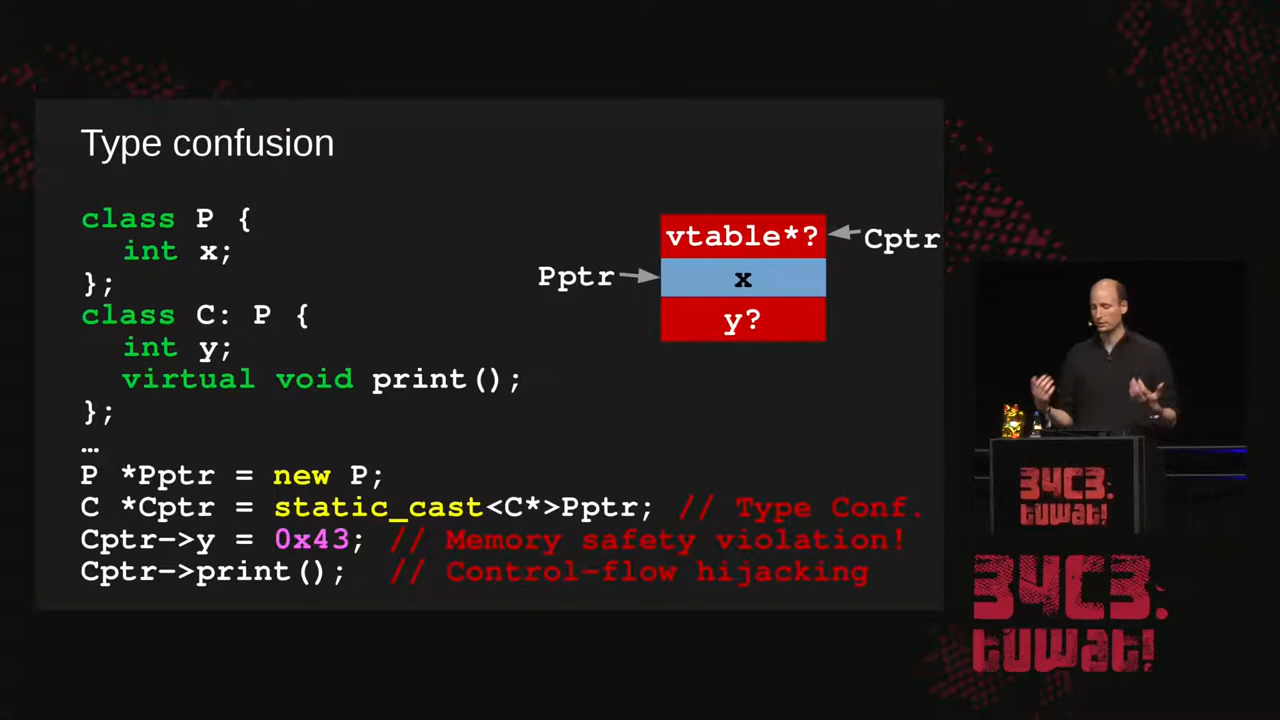 Type confusion
class P {
int x;
};
class C: P {
int y;
virtual void print();
};
…
P *Pptr = new P;
C *Cptr = static_cast<C*>Pptr; // Type Conf.
Cptr->y = 0x43; // Memory safety violation!
Cptr->print(); // Control-flow hijacking
vtable*?
Cptr
Pptr
x
y?
34C3.
tuwat!
34C3.
tuwat!